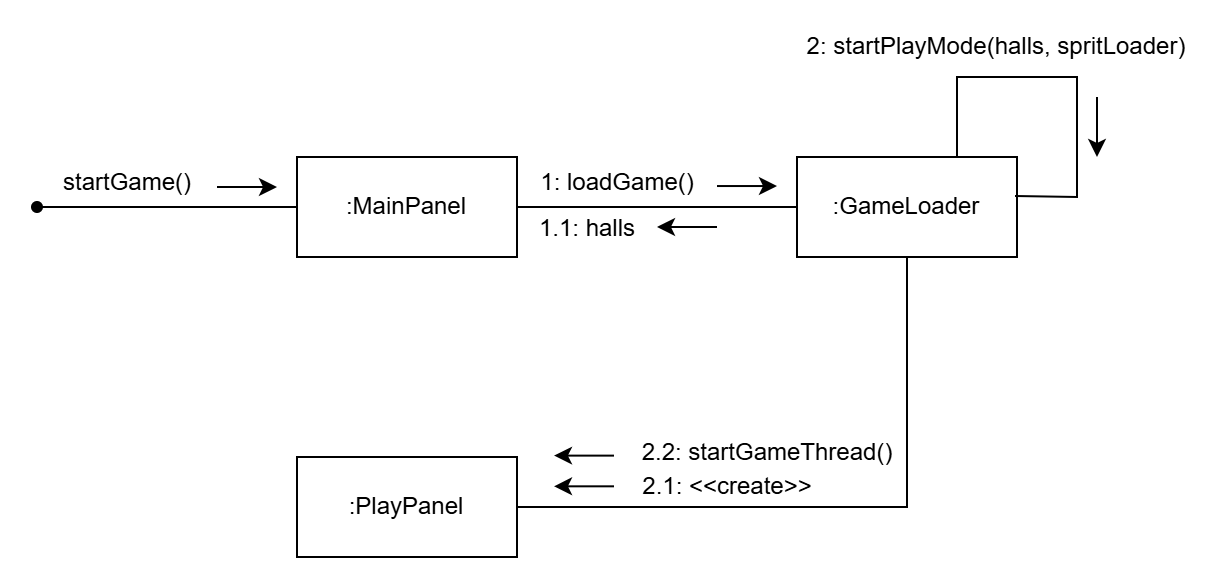 2: startPlayMode(halls, spritLoader)
startGame()
:MainPanel
1: loadGame()
1.1: halls
:GameLoader
2.2: startGameThread()
2.1: <<create>>
:PlayPanel